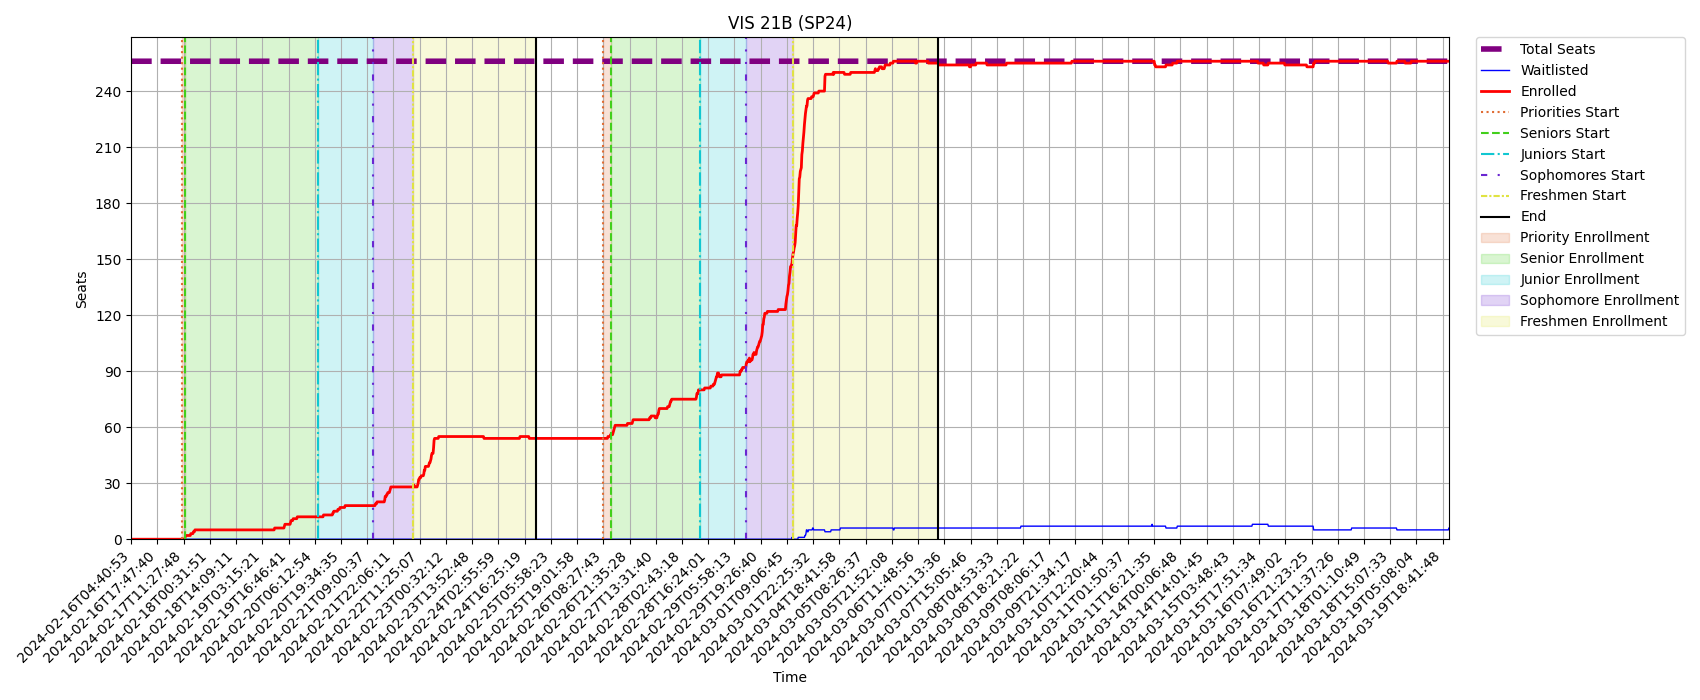 VIS 21B (SP24)
Seats
240
210
180
150
120
90
60
30
0
2024-02-16T04:40:53
2024-02-16T17:47:40
2024-02-17T11:27:48
2024-02-18T00:31:51
2024-02-18T14:09:11
2024-02-19T03:15:22
2024-02-19T16:46:41
2024-02-20T06:12:54
2024-02-20T19:34:35
2024-02-21T09:00:37
2024-02-21T22:06:11
2024-02-22T11:25:07
2024-02-23T00:32:12
2024-02-23T13:52:48
2024-02-24T02:55:59
2024-02-24T16:25:19
2024-02-25T05:58:23
2024-02-25T19:01:58
2024-02-26T08:27:43
2024-02-26T21:35:28
2024-02-27T13:31:40
2024-02-28T02:43:18
2024-02-28T16:24:01
2024-02-29T05:58:13
2024-02-29T19:26:40
2024-03-01T09:06:45
2024-03-01T22:25:32
2024-03-04T18:41:58
2024-03-05T08:26:37
2024-03-05T21:52:08
2024-03-06T11:48:56
2024-03-07T01:13:36
2024-03-07T15:05:46
2024-03-08T04:53:33
2024-03-08T18:21:22
2024-03-09T08:06:17
2024-03-09T21:34:17
2024-03-10T12:20:44
2024-03-11T01:50:37
2024-03-11T16:21:35
2024-03-14T00:06:48
2024-03-14T14:01:45
2024-03-15T03:48:43
2024-03-15T17:51:34
2024-03-16T07:49:02
2024-03-16T21:23:25
2024-03-17T11:37:26
2024-03-18T01:10:49
2024-03-18T15:07:33
2024-03-19T05:08:04
2024-03-19T18:41:48
Time
Total Seats
Waitlisted
Enrolled
Priorities Start
Seniors Start
Juniors Start
Sophomores Start
Freshmen Start
End
Priority Enrollment
Senior Enrollment
Junior Enrollment
Sophomore Enrollment
Freshmen Enrollment